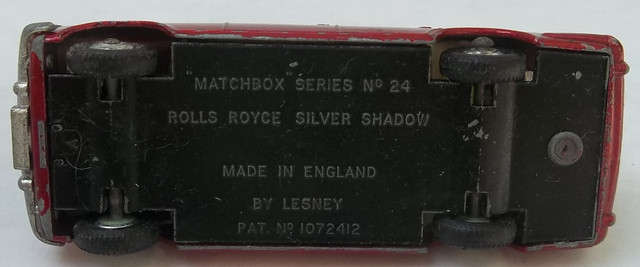 "MATCHBOX" SERIES Nº 24
ROLLS ROYCE SILVER SHADOW
MADE IN ENGLAND
BY LESNEY
PAT. Nº 1072412